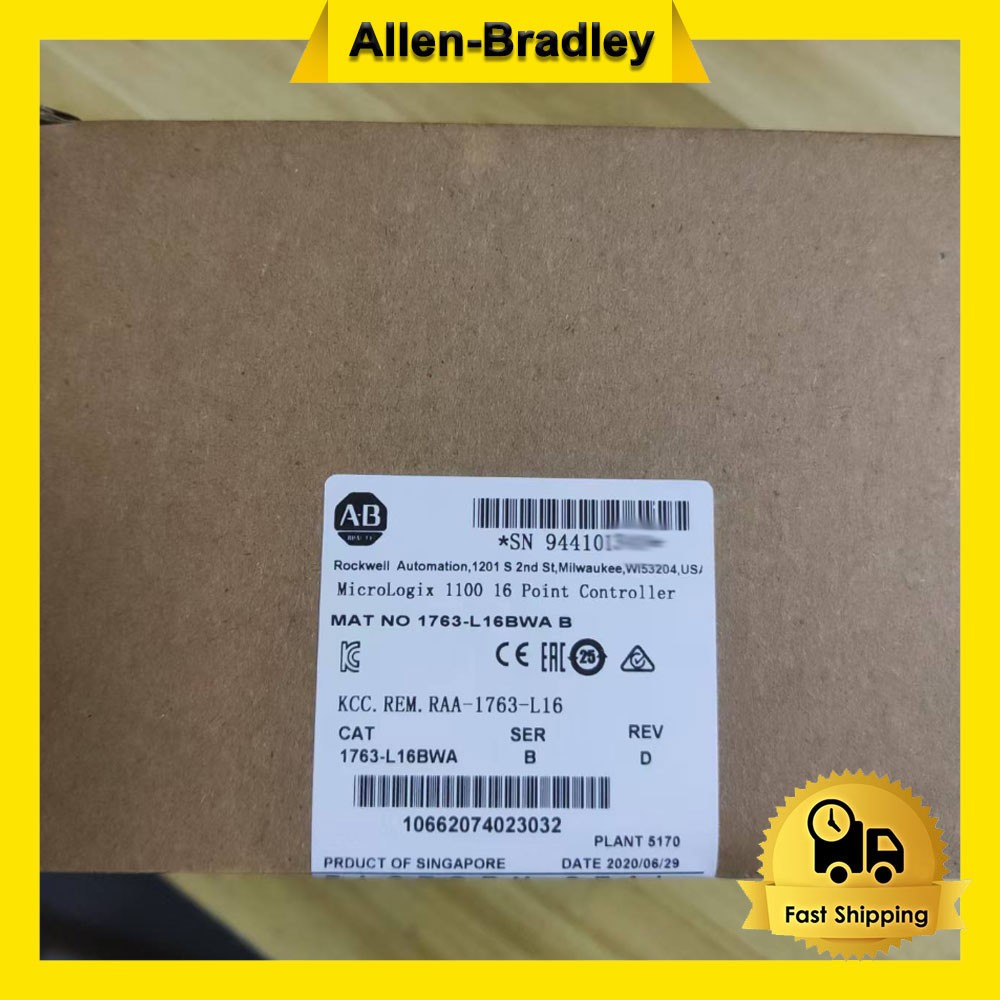 Allen-Bradley
A·B
*SN 944101
Rockwell Automation,1201 S 2nd St,Milwaukee,WI53204,USA
MicroLogix 1100 16 Point Controller
MAT NO 1763-L16BWA B
CE EAC 25
KCC.REM.RAA-1763-L16
CAT SER REV
1763-L16BWA B D
10662074023032
PLANT 5170
PRDUCT OF SINGAPORE DATE 2020/06/29
Fast Shipping